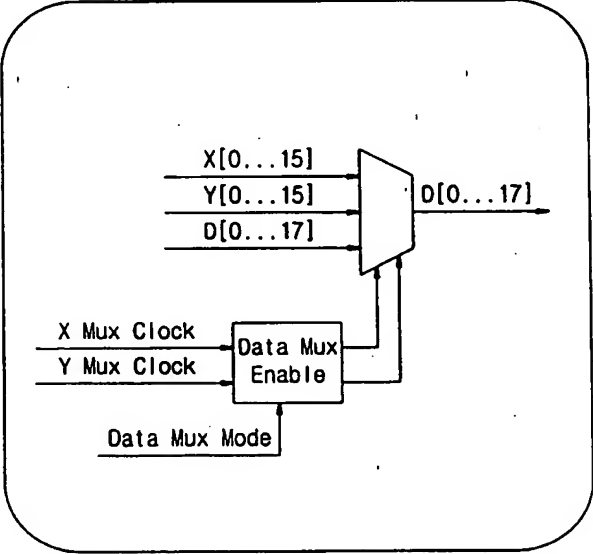 X[0...15]
Y[0...15]
D[0...17]
D[0...17]
X Mux Clock
Y Mux Clock
Data Mux
Enable
Data Mux Mode